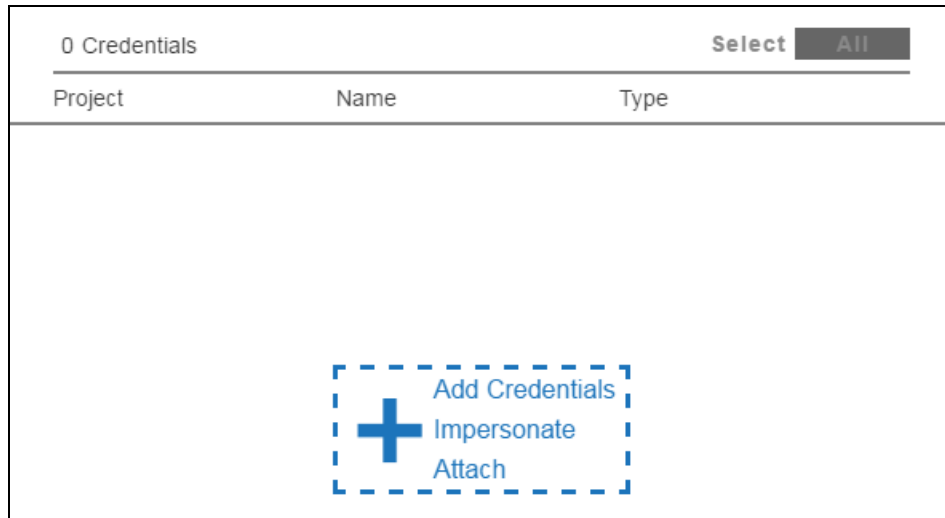 0 Credentials Select All
Project Name Type
Add Credentials
Impersonate
Attach